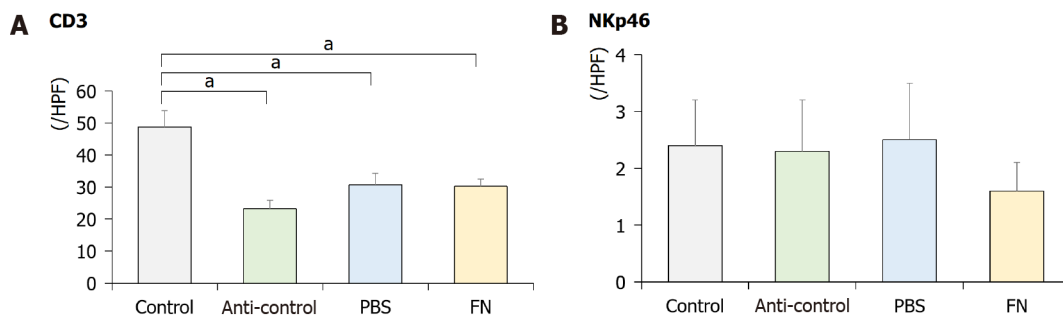 A CD3
a
a
a
(/HPF)
60
50
40
30
20
10
0
Control Anti-control PBS FN
B NKp46
(/HPF)
4
3
2
1
0
Control Anti-control PBS FN